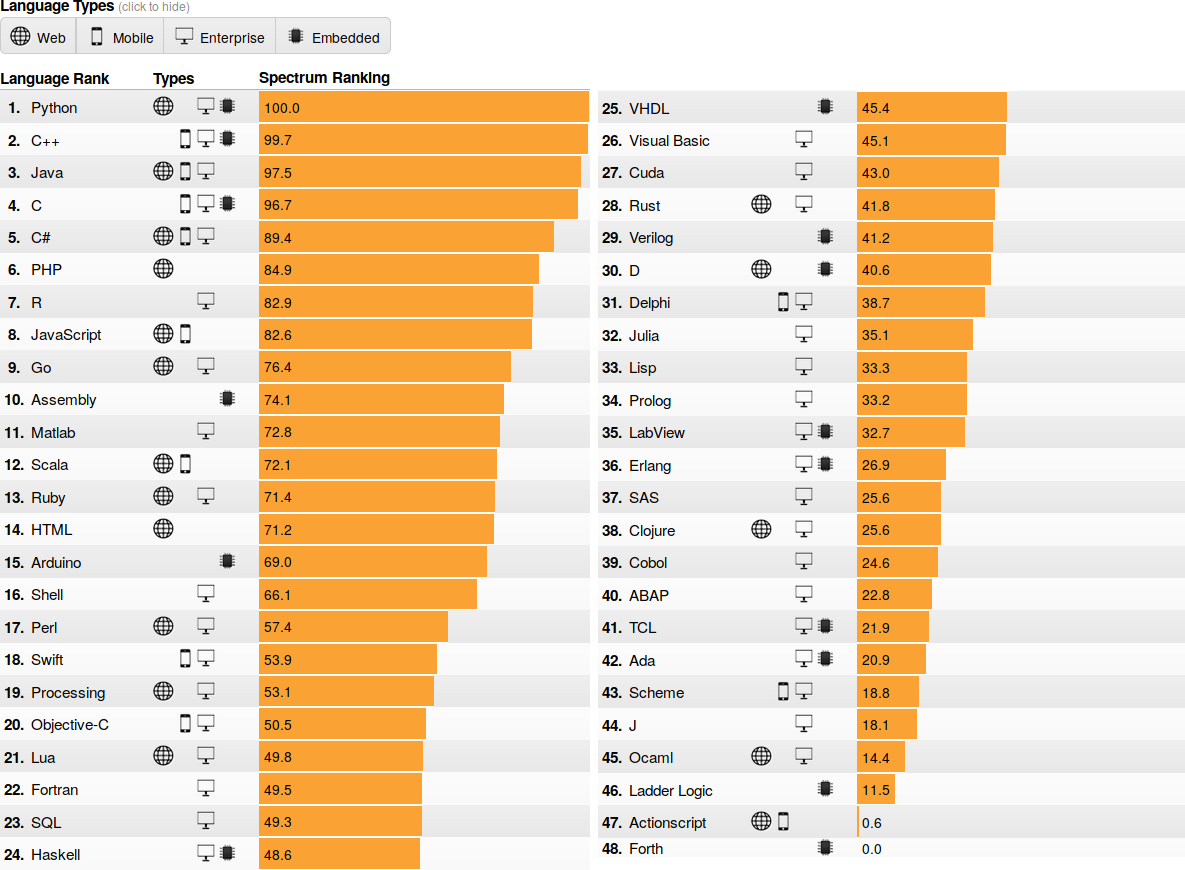 Language Types (click to hide)
Web Mobile Enterprise Embedded
Language Rank Types Spectrum Ranking
1. Python 100.0
2. C++ 99.7
3. Java 97.5
4. C 96.7
5. C# 89.4
6. PHP 84.9
7. R 82.9
8. JavaScript 82.6
9. Go 76.4
10. Assembly 74.1
11. Matlab 72.8
12. Scala 72.1
13. Ruby 71.4
14. HTML 71.2
15. Arduino 69.0
16. Shell 66.1
17. Perl 57.4
18. Swift 53.9
19. Processing 53.1
20. Objective-C 50.5
21. Lua 49.8
22. Fortran 49.5
23. SQL 49.3
24. Haskell 48.6
25. VHDL 45.4
26. Visual Basic 45.1
27. Cuda 43.0
28. Rust 41.8
29. Verilog 41.2
30. D 40.6
31. Delphi 38.7
32. Julia 35.1
33. Lisp 33.3
34. Prolog 33.2
35. LabView 32.7
36. Erlang 26.9
37. SAS 25.6
38. Clojure 25.6
39. Cobol 24.6
40. ABAP 22.8
41. TCL 21.9
42. Ada 20.9
43. Scheme 18.8
44. J 18.1
45. Ocaml 14.4
46. Ladder Logic 11.5
47. Actionscript 0.6
48. Forth 0.0